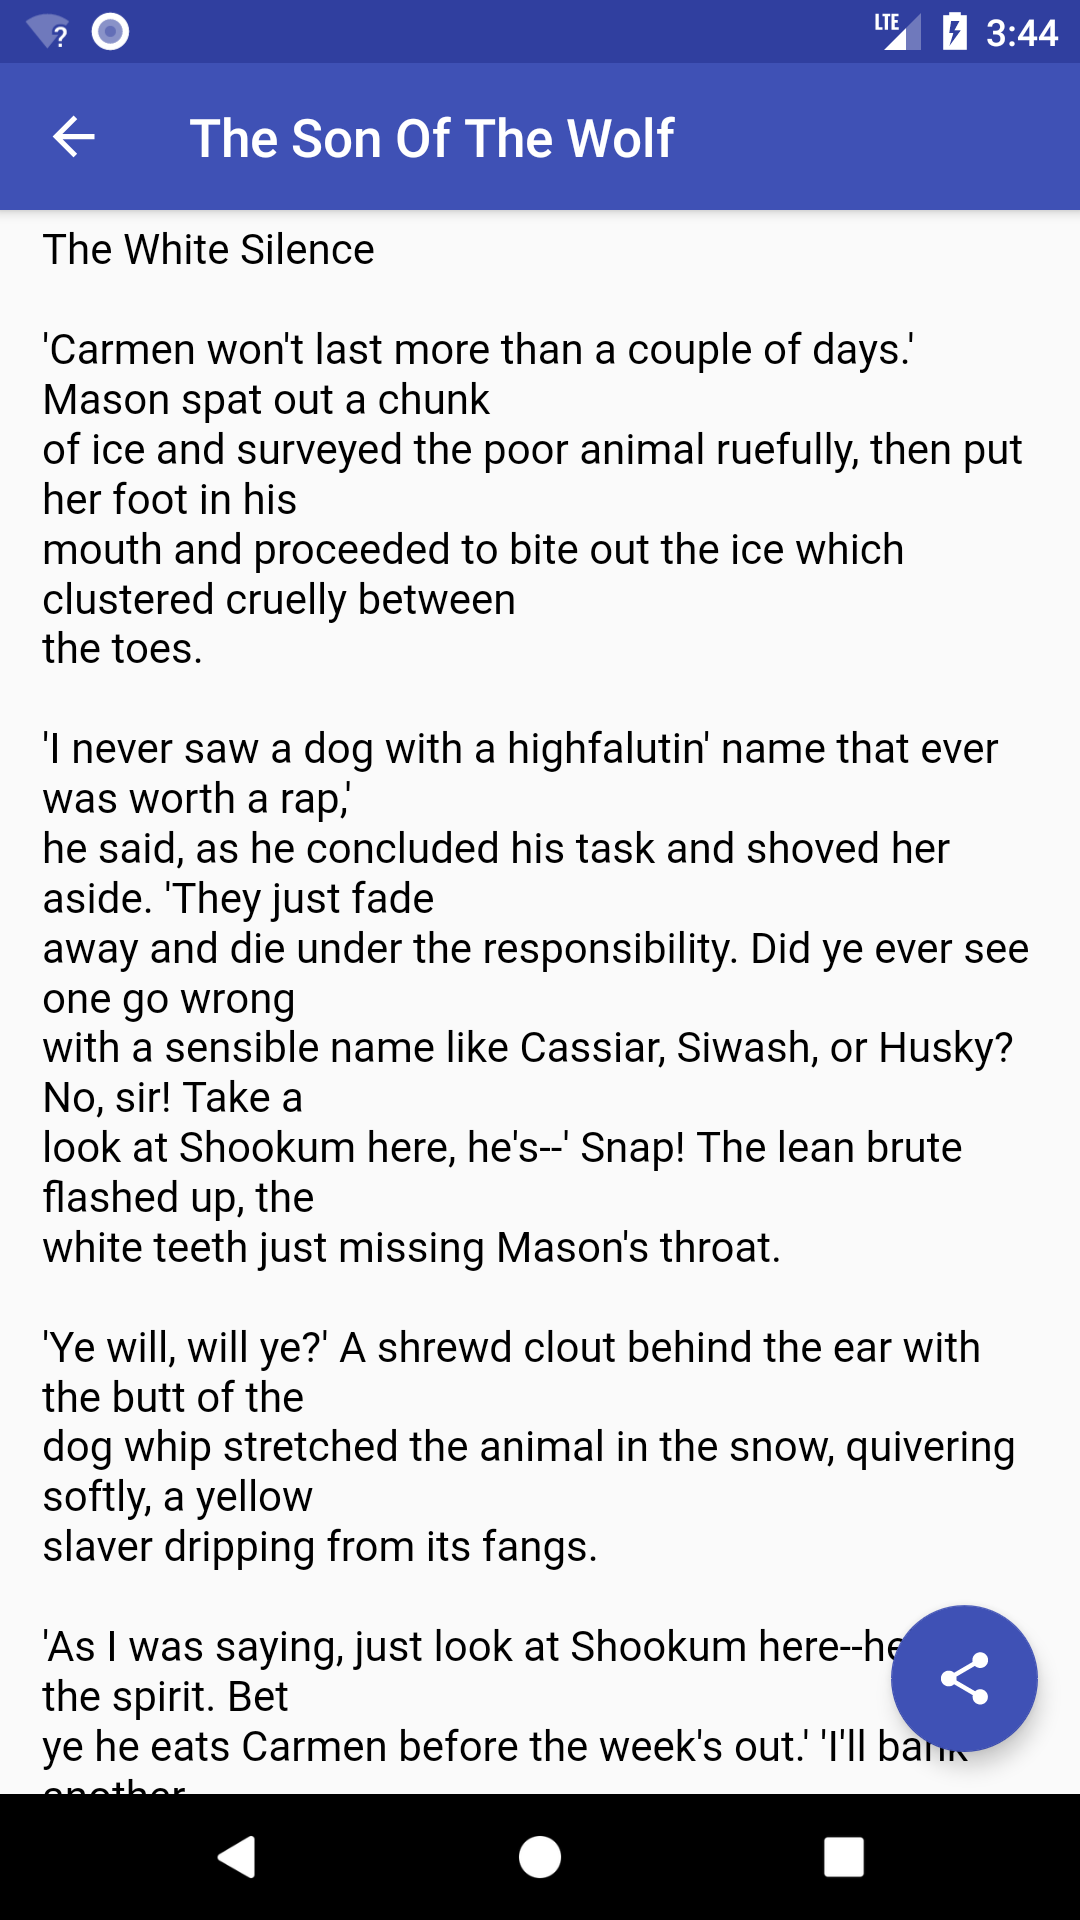 LTE 3:44
The Son Of The Wolf
The White Silence
'Carmen won't last more than a couple of days.'
Mason spat out a chunk
of ice and surveyed the poor animal ruefully, then put
her foot in his
mouth and proceeded to bite out the ice which
clustered cruelly between
the toes.
'I never saw a dog with a highfalutin' name that ever
was worth a rap,'
he said, as he concluded his task and shoved her
aside. 'They just fade
away and die under the responsibility. Did ye ever see
one go wrong
with a sensible name like Cassiar, Siwash, or Husky?
No, sir! Take a
look at Shookum here, he's--' Snap! The lean brute
flashed up, the
white teeth just missing Mason's throat.
'Ye will, will ye?' A shrewd clout behind the ear with
the butt of the
dog whip stretched the animal in the snow, quivering
softly, a yellow
slaver dripping from its fangs.
'As I was saying, just look at Shookum here--
the spirit. Bet
ye he eats Carmen before the week's out.' 'I'll bank
another